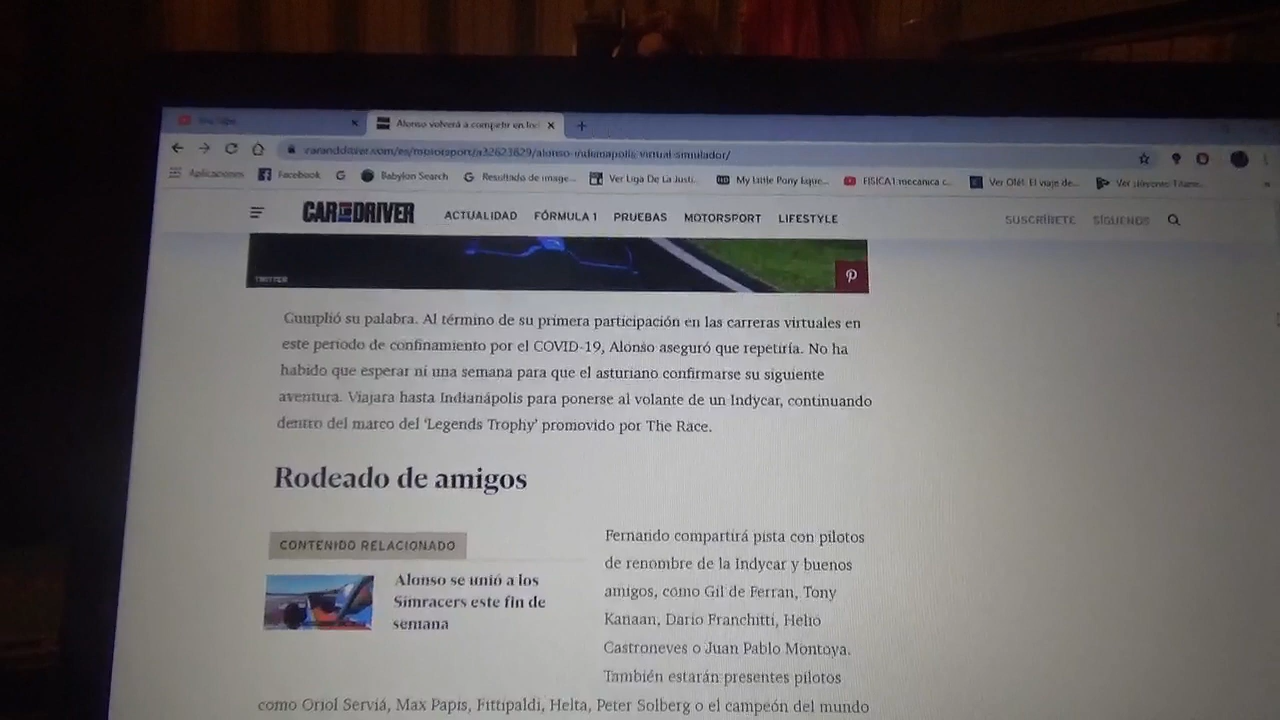 Alonso volverá a competir en Ind
caranddriver.com/es/motorsport/a32623829/alonso-indianapolis-virtual-simulador/
Aplicaciones Facebook G Babylon Search Resultado de image... Ver Liga De La Justi... My Little Pony Eque... FISICA1 mecanica c... Ver Olé!. El viaje de... Ver
CAR AND DRIVER ACTUALIDAD FÓRMULA 1 PRUEBAS MOTORSPORT LIFESTYLE SUSCRÍBETE SÍGUENOS
TWITTER
Cumplió su palabra. Al término de su primera participación en las carreras virtuales en
este periodo de confinamiento por el COVID-19, Alonso aseguró que repetiría. No ha
habido que esperar ni una semana para que el asturiano confirmarse su siguiente
aventura. Viajara hasta Indianápolis para ponerse al volante de un Indycar, continuando
dentro del marco del ‘Legends Trophy’ promovido por The Race.
Rodeado de amigos
CONTENIDO RELACIONADO
Alonso se unió a los
Simracers este fin de
semana
Fernando compartirá pista con pilotos
de renombre de la Indycar y buenos
amigos, como Gil de Ferran, Tony
Kanaan, Dario Franchitti, Helio
Castroneves o Juan Pablo Montoya.
También estarán presentes pilotos
como Oriol Serviá, Max Papis, Fittipaldi, Helta, Peter Solberg o el campeón del mundo